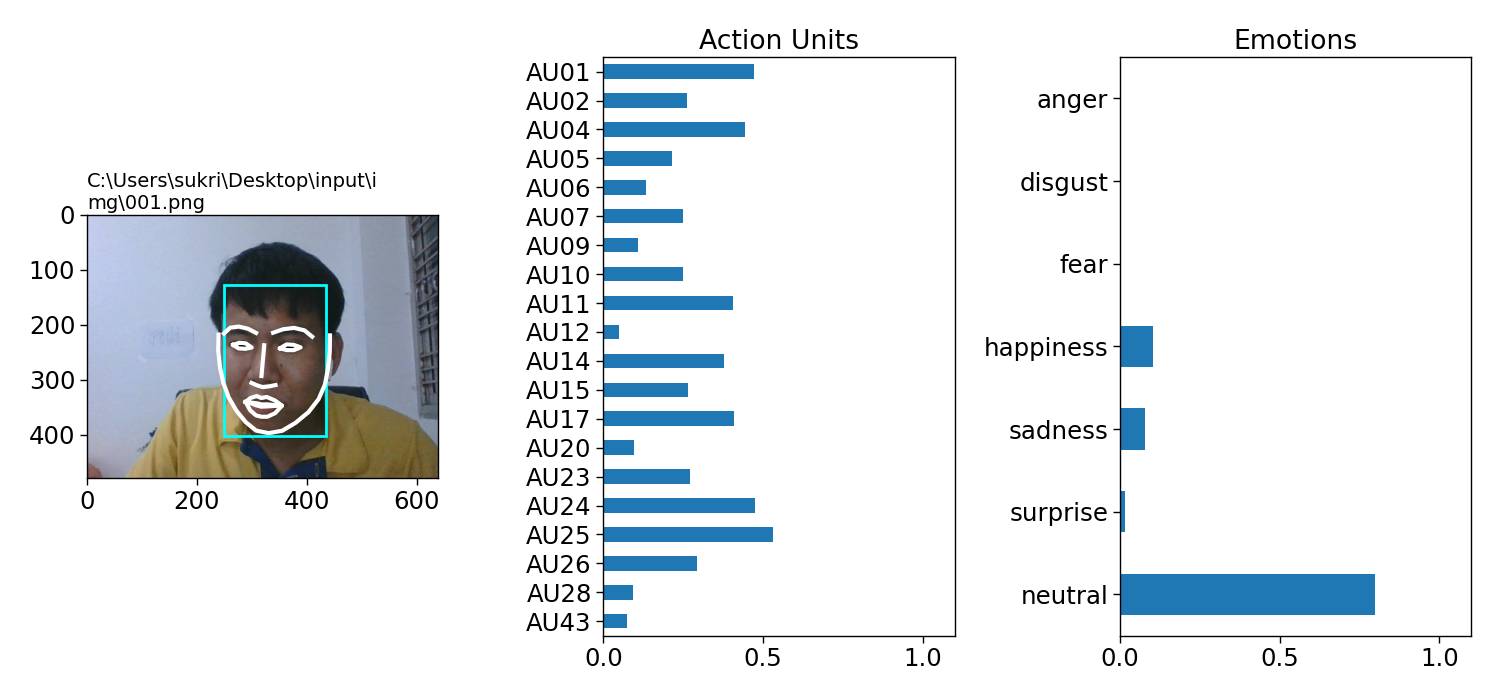 Action Units
Emotions
C:\Users\sukri\Desktop\input\i
mg\001.png
0
100
200
300
400
0 200 400 600
AU01
AU02
AU04
AU05
AU06
AU07
AU09
AU10
AU11
AU12
AU14
AU15
AU17
AU20
AU23
AU24
AU25
AU26
AU28
AU43
0.0 0.5 1.0
anger
disgust
fear
happiness
sadness
surprise
neutral
0.0 0.5 1.0